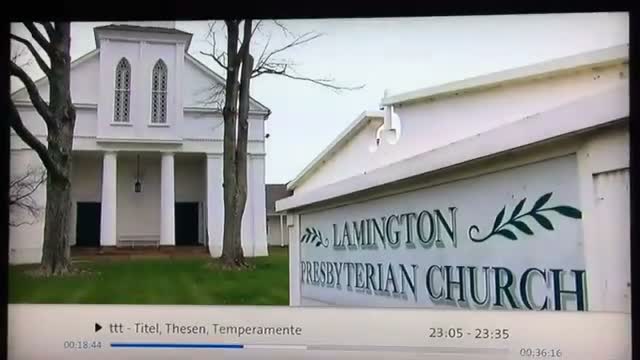 LAMINGTON
PRESBYTERIAN CHURCH
ttt - Titel, Thesen, Temperamente 23:05 - 23:35
00:18:44 00:36:16